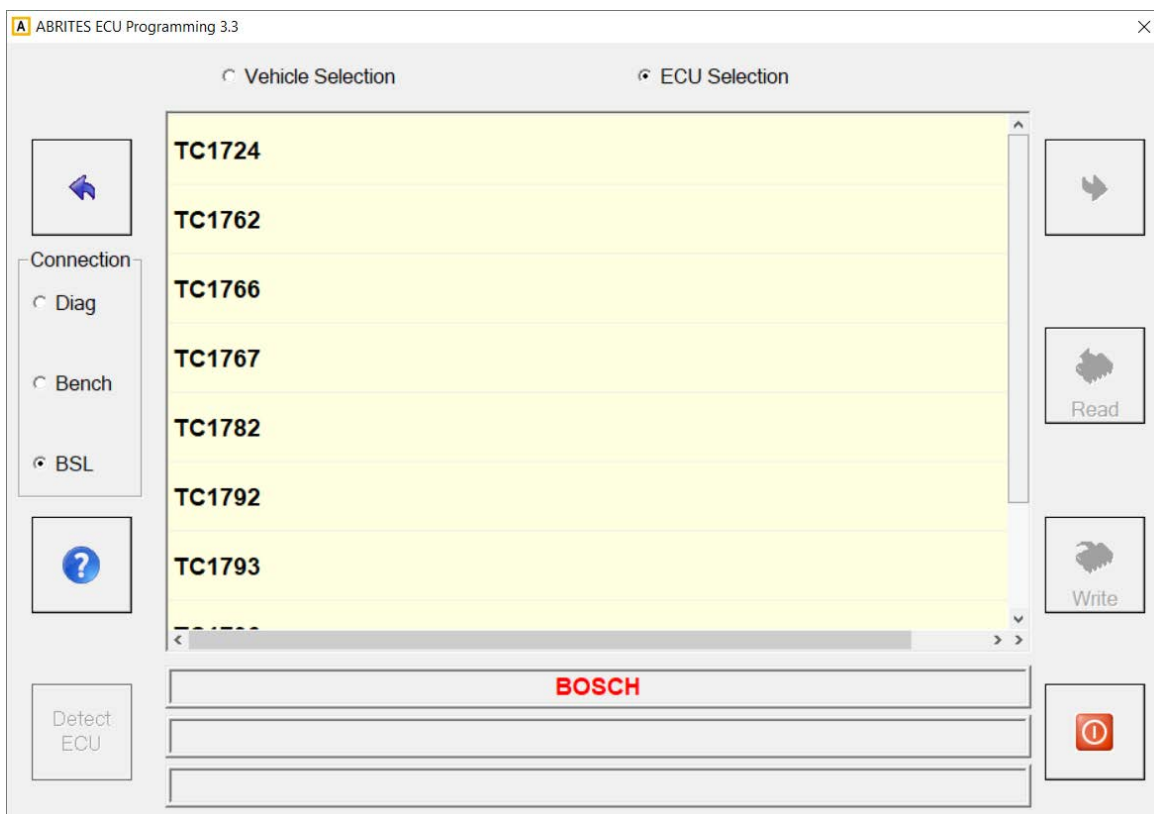 A ABRITES ECU Programming 3.3
Vehicle Selection
ECU Selection
TC1724
TC1762
TC1766
TC1767
TC1782
TC1792
TC1793
Connection
Diag
Bench
BSL
?
Detect
ECU
Read
Write
BOSCH